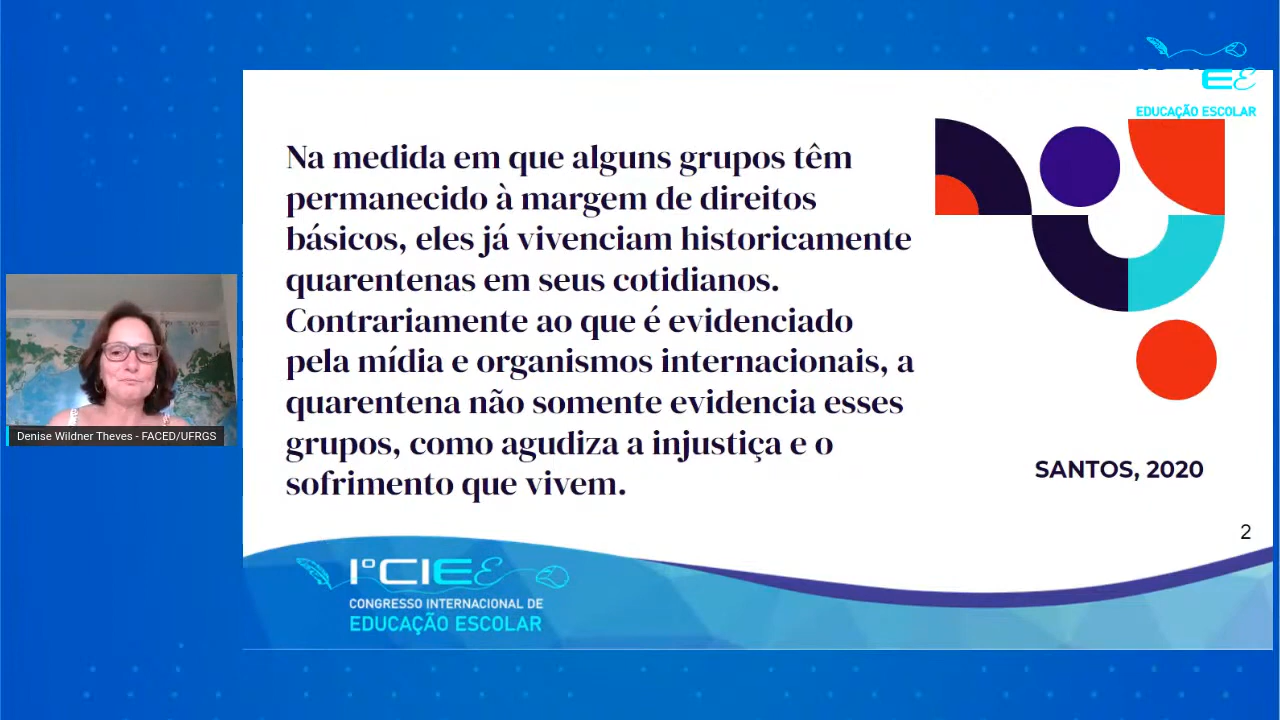 EDUCAÇÃO ESCOLAR
Na medida em que alguns grupos têm
permanecido à margem de direitos
básicos, eles já vivenciam historicamente
quarentenas em seus cotidianos.
Contrariamente ao que é evidenciado
pela mídia e organismos internacionais, a
quarentena não somente evidencia esses
grupos, como agudiza a injustiça e o
sofrimento que vivem.
SANTOS, 2020
2
Denise Wildner Theves - FACED/UFRGS
1º CIEE
CONGRESSO INTERNACIONAL DE
EDUCAÇÃO ESCOLAR